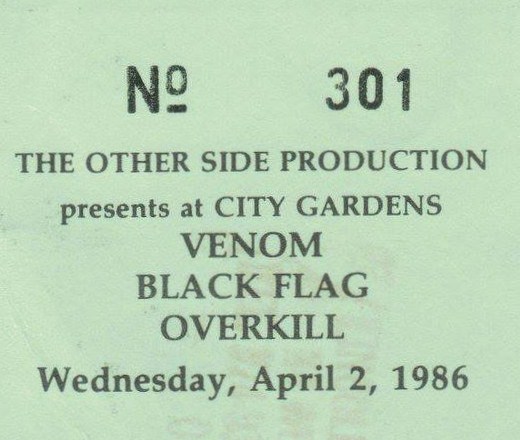 Nº 301
THE OTHER SIDE PRODUCTION
presents at CITY GARDENS
VENOM
BLACK FLAG
OVERKILL
Wednesday, April 2, 1986